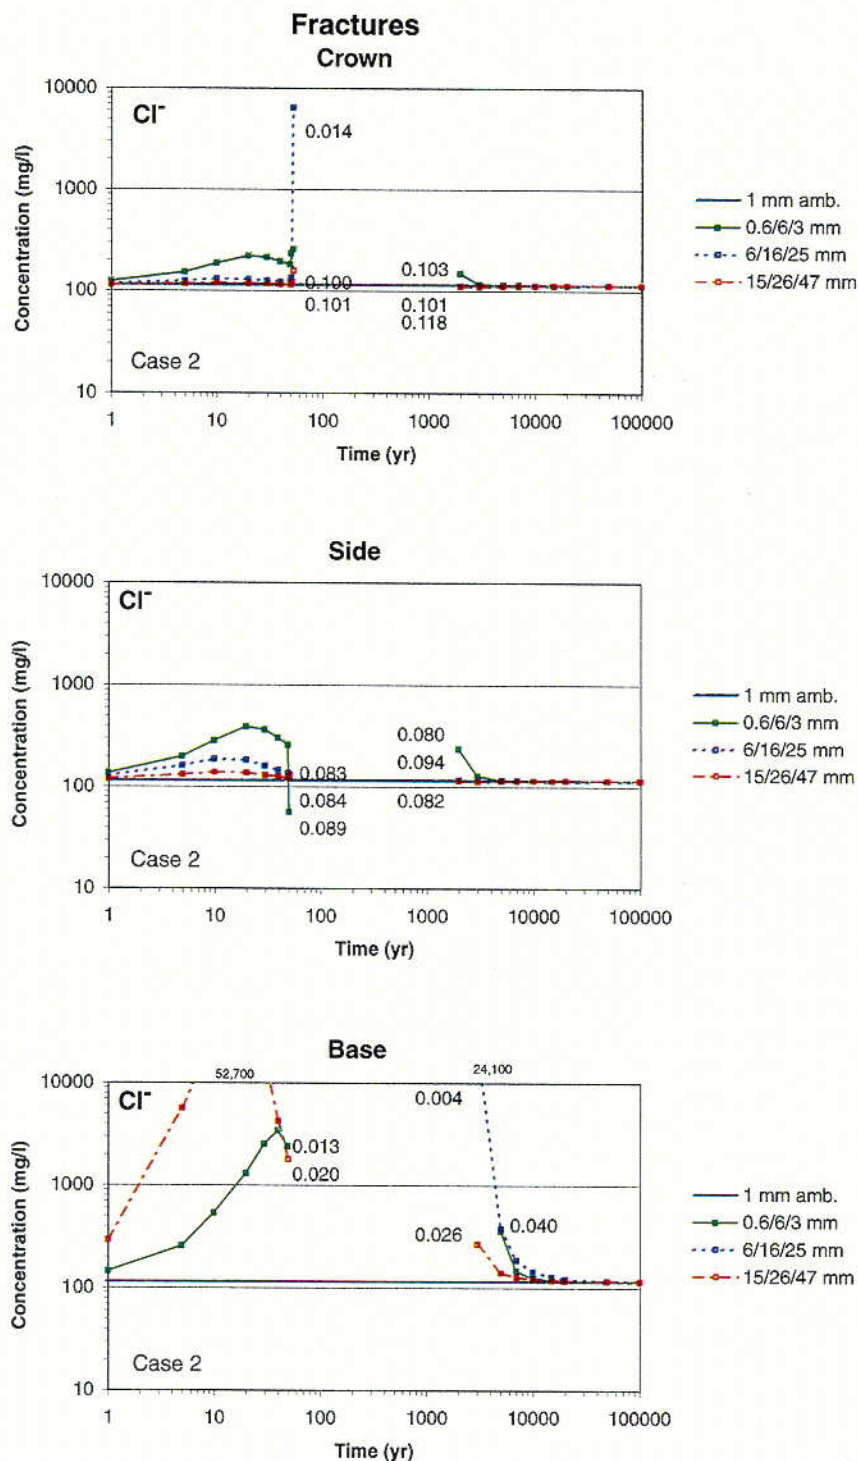 Fractures
Crown
Cl⁻
10000
1000
100
10
Concentration (mg/l)
0.014
0.100
0.101
0.103
0.101
0.118
Case 2
1 10 100 1000 10000 100000
Time (yr)
1 mm amb.
0.6/6/3 mm
6/16/25 mm
15/26/47 mm
Side
Cl⁻
10000
1000
100
10
Concentration (mg/l)
0.083
0.084
0.089
0.080
0.094
0.082
Case 2
1 10 100 1000 10000 100000
Time (yr)
1 mm amb.
0.6/6/3 mm
6/16/25 mm
15/26/47 mm
Base
52,700 24,100
Cl⁻
10000
1000
100
10
Concentration (mg/l)
0.013
0.020
0.004
0.026
0.040
Case 2
1 10 100 1000 10000 100000
Time (yr)
1 mm amb.
0.6/6/3 mm
6/16/25 mm
15/26/47 mm